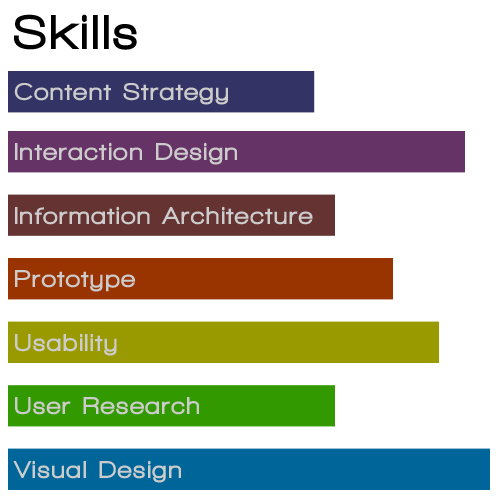 Skills
Content Strategy
Interaction Design
Information Architecture
Prototype
Usability
User Research
Visual Design